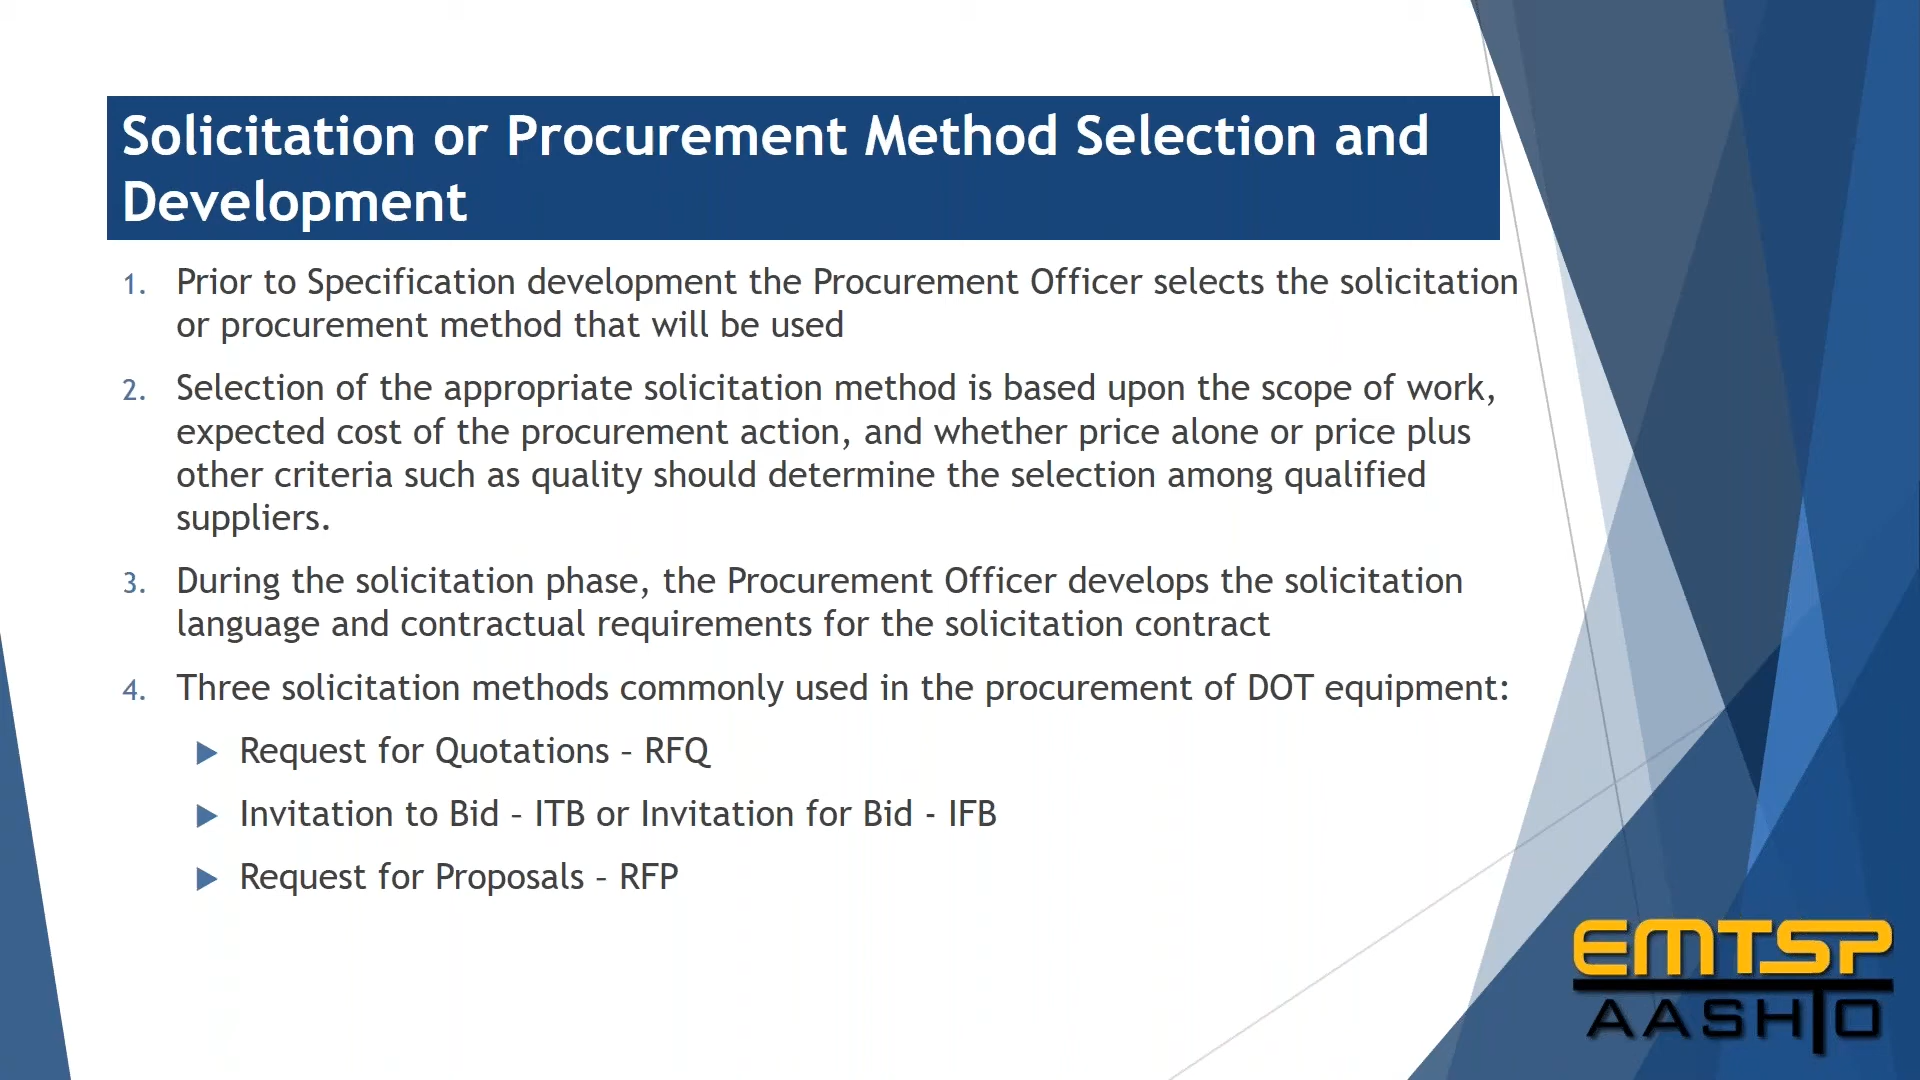 Solicitation or Procurement Method Selection and
Development
1. Prior to Specification development the Procurement Officer selects the solicitation
or procurement method that will be used
2. Selection of the appropriate solicitation method is based upon the scope of work,
expected cost of the procurement action, and whether price alone or price plus
other criteria such as quality should determine the selection among qualified
suppliers.
3. During the solicitation phase, the Procurement Officer develops the solicitation
language and contractual requirements for the solicitation contract
4. Three solicitation methods commonly used in the procurement of DOT equipment:
Request for Quotations – RFQ
Invitation to Bid – ITB or Invitation for Bid - IFB
Request for Proposals – RFP
EMTSP
AASHTO